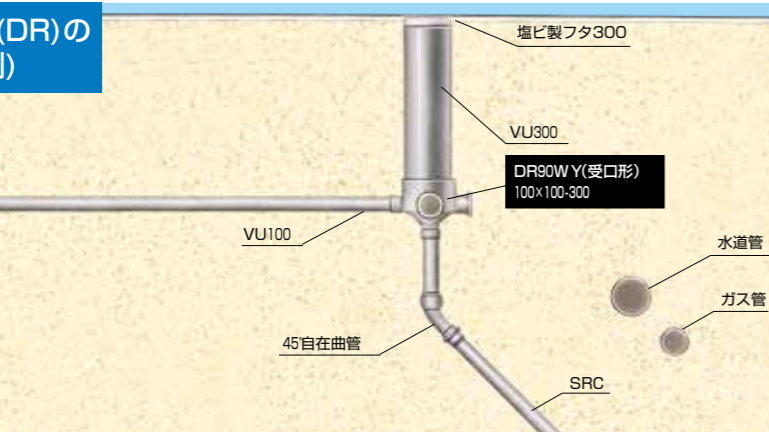 (DR)の
)
塩ビ製フタ300
VU300
DR90WY(受口形)
100×100-300
VU100
水道管
ガス管
45°自在曲管
SRC